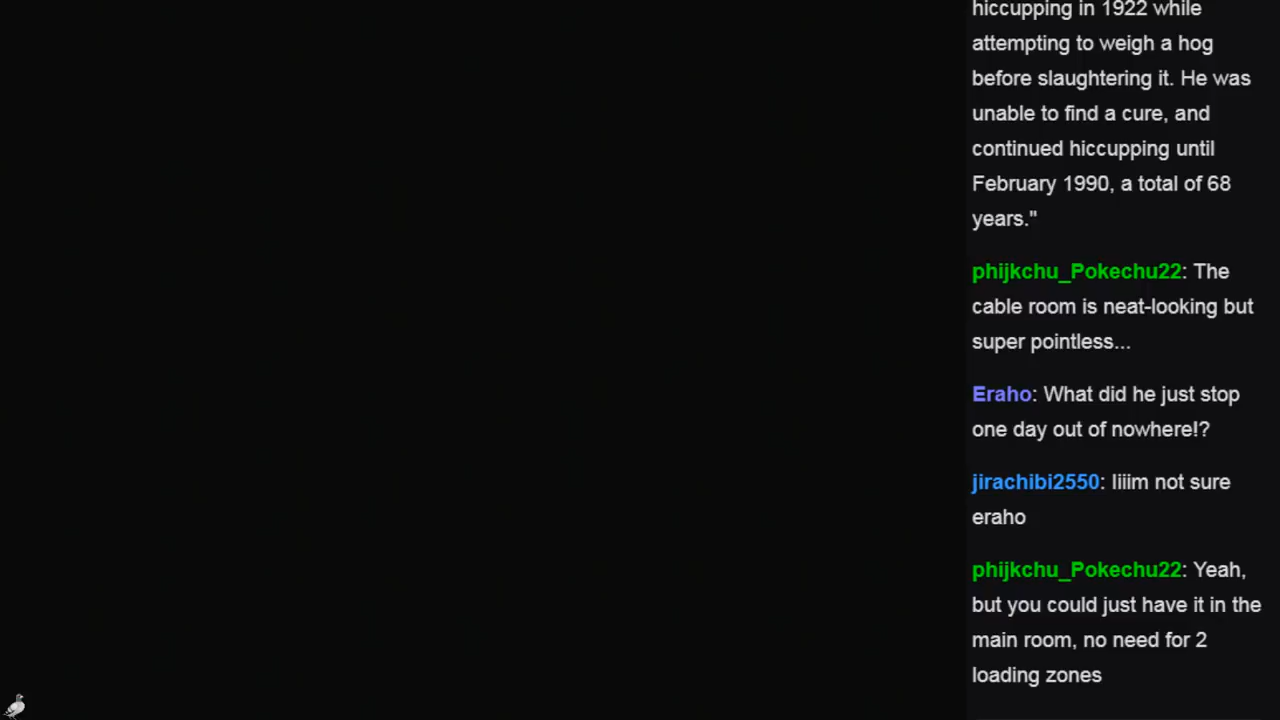 hiccupping in 1922 while
attempting to weigh a hog
before slaughtering it. He was
unable to find a cure, and
continued hiccupping until
February 1990, a total of 68
years."
phijkchu_Pokechu22: The
cable room is neat-looking but
super pointless...
Eraho: What did he just stop
one day out of nowhere!?
jirachibi2550: Iiiim not sure
eraho
phijkchu_Pokechu22: Yeah,
but you could just have it in the
main room, no need for 2
loading zones